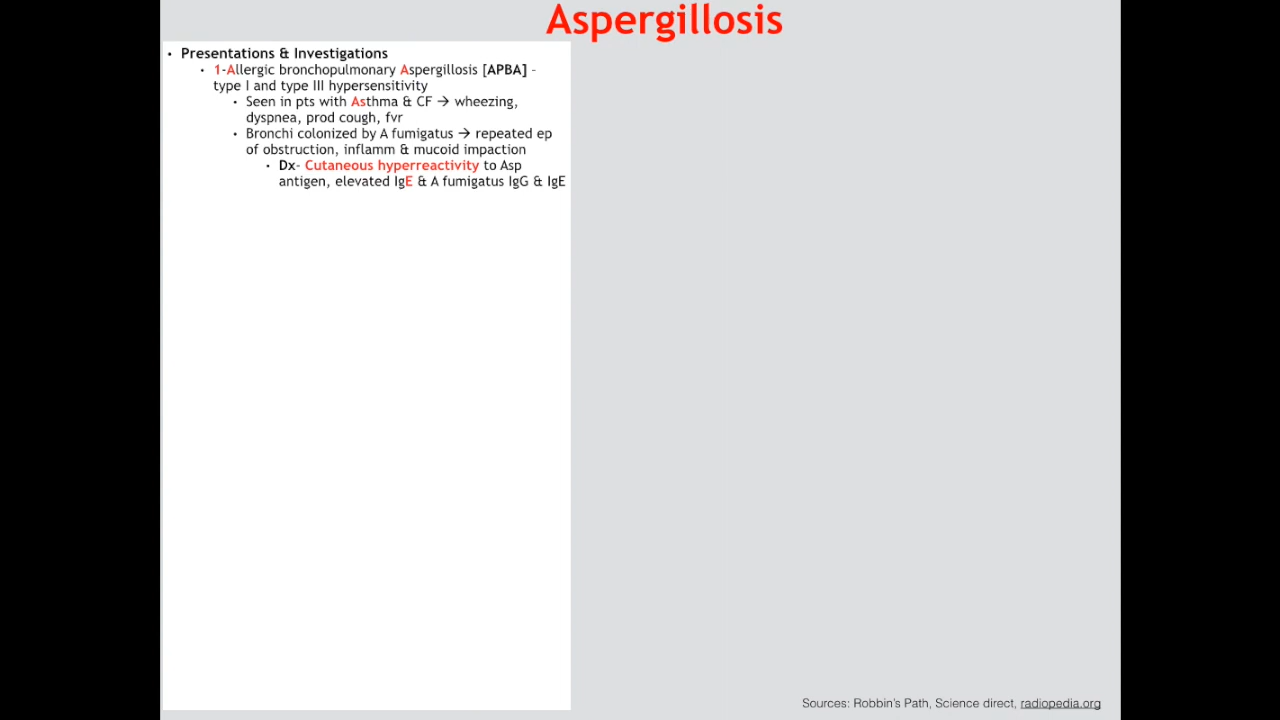 Aspergillosis
• Presentations & Investigations
• 1-Allergic bronchopulmonary Aspergillosis [APBA] –
type I and type III hypersensitivity
• Seen in pts with Asthma & CF → wheezing,
dyspnea, prod cough, fvr
• Bronchi colonized by A fumigatus → repeated ep
of obstruction, inflamm & mucoid impaction
• Dx- Cutaneous hyperreactivity to Asp
antigen, elevated IgE & A fumigatus IgG & IgE
Sources: Robbin's Path, Science direct, radiopedia.org